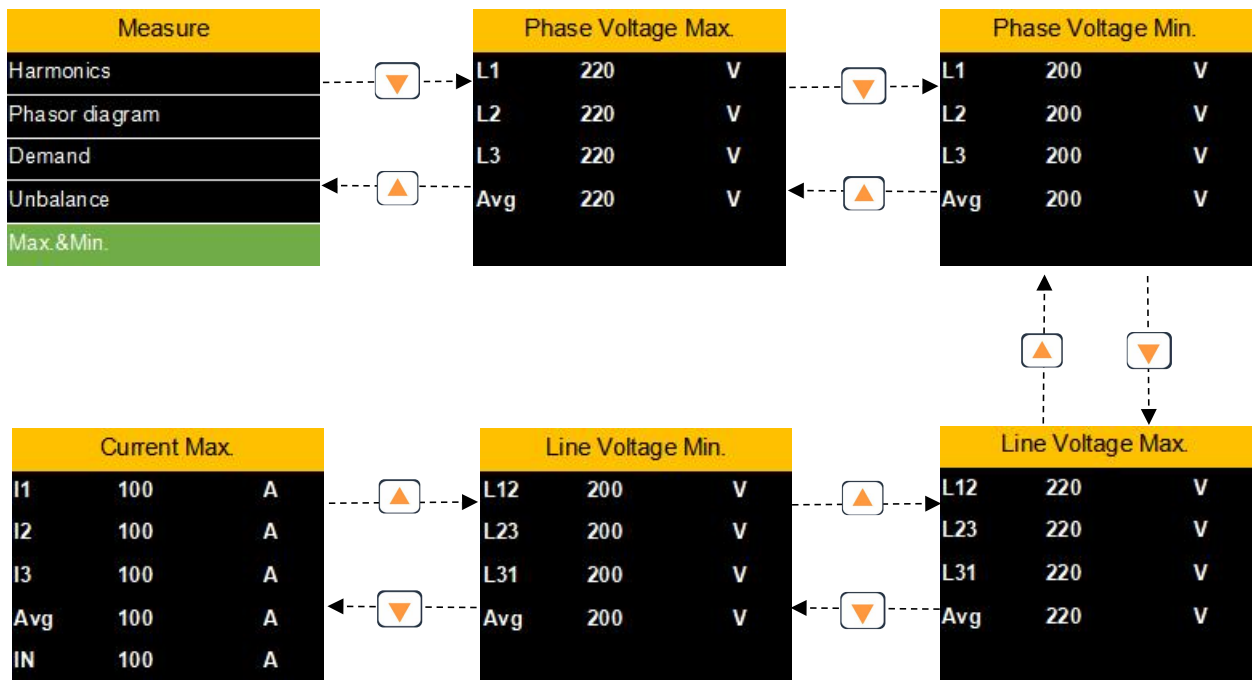 Measure
Harmonics
Phasor diagram
Demand
Unbalance
Max.&Min.
Phase Voltage Max.
L1 220 V
L2 220 V
L3 220 V
Avg 220 V
Phase Voltage Min.
L1 200 V
L2 200 V
L3 200 V
Avg 200 V
Current Max.
I1 100 A
I2 100 A
I3 100 A
Avg 100 A
IN 100 A
Line Voltage Min.
L12 200 V
L23 200 V
L31 200 V
Avg 200 V
Line Voltage Max.
L12 220 V
L23 220 V
L31 220 V
Avg 220 V